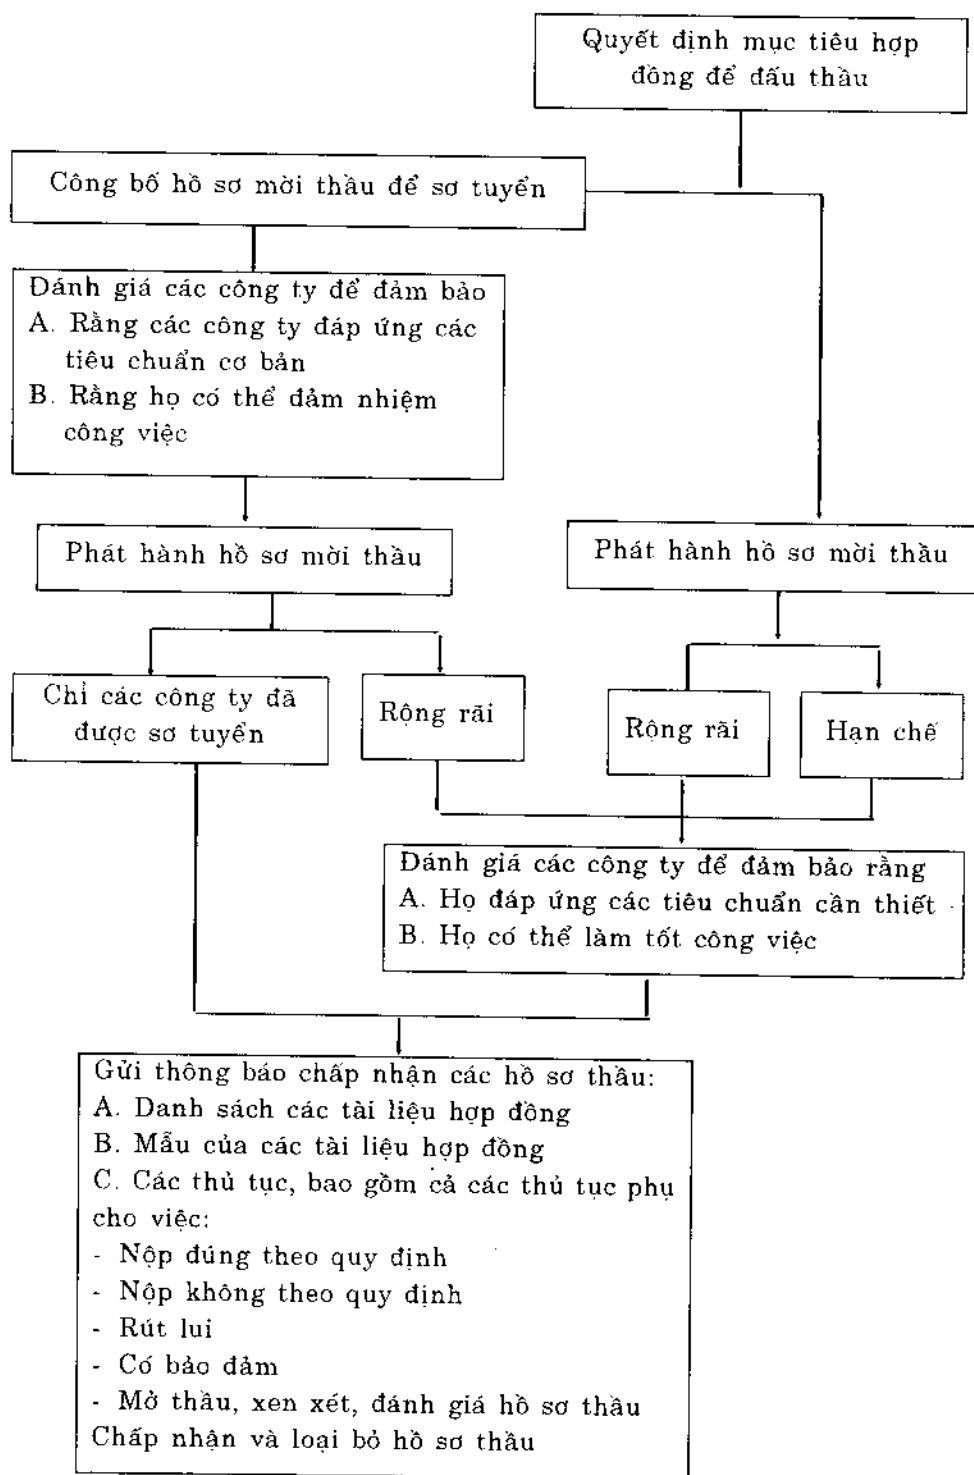 Quyết định mục tiêu hợp
đồng để đấu thầu
Công bố hồ sơ mời thầu để sơ tuyển
Đánh giá các công ty để đảm bảo
A. Rằng các công ty đáp ứng các
tiêu chuẩn cơ bản
B. Rằng họ có thể đảm nhiệm
công việc
Phát hành hồ sơ mời thầu
Phát hành hồ sơ mời thầu
Chỉ các công ty đã
được sơ tuyển
Rộng rãi
Rộng rãi
Hạn chế
Đánh giá các công ty để đảm bảo rằng
A. Họ đáp ứng các tiêu chuẩn cần thiết
B. Họ có thể làm tốt công việc
Gửi thông báo chấp nhận các hồ sơ thầu:
A. Danh sách các tài liệu hợp đồng
B. Mẫu của các tài liệu hợp đồng
C. Các thủ tục, bao gồm cả các thủ tục phụ
cho việc:
- Nộp đúng theo quy định
- Nộp không theo quy định
- Rút lui
- Có bảo đảm
- Mở thầu, xen xét, đánh giá hồ sơ thầu
Chấp nhận và loại bỏ hồ sơ thầu